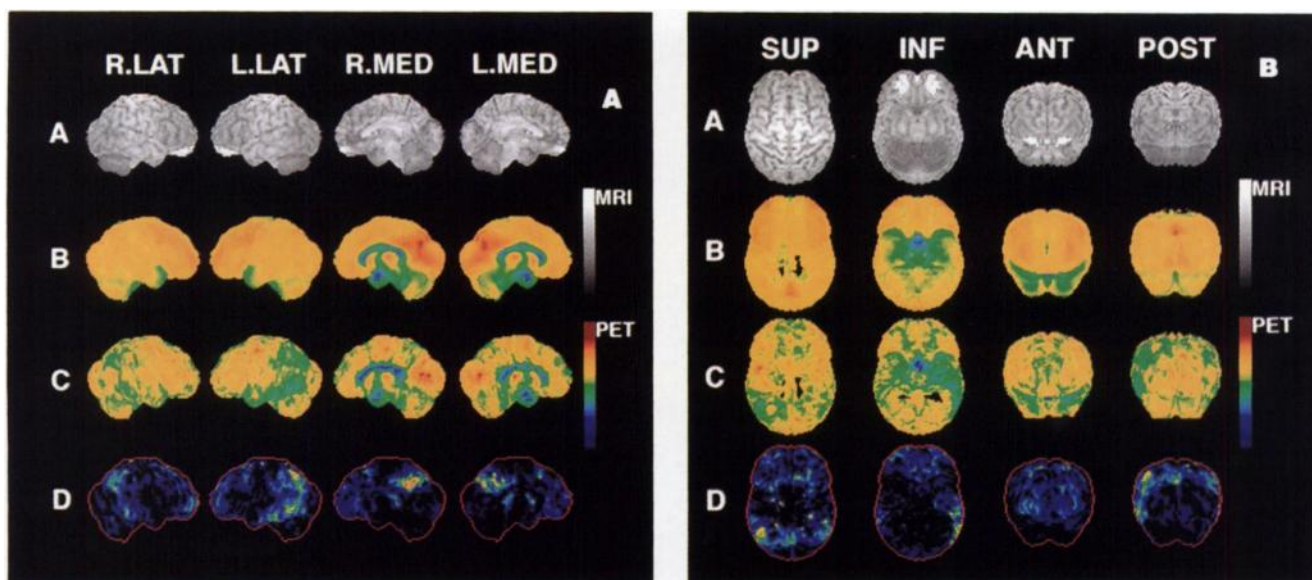 R.LAT L.LAT R.MED L.MED
A
A
MRI
B
PET
C
D
SUP INF ANT POST
B
A
MRI
B
PET
C
D